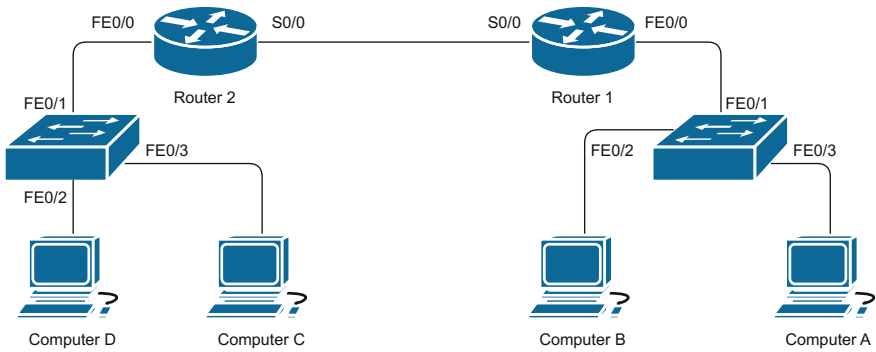 FE0/0
S0/0
S0/0
FE0/0
Router 2
Router 1
FE0/1
FE0/1
FE0/3
FE0/2
FE0/3
FE0/2
Computer D
Computer C
Computer B
Computer A